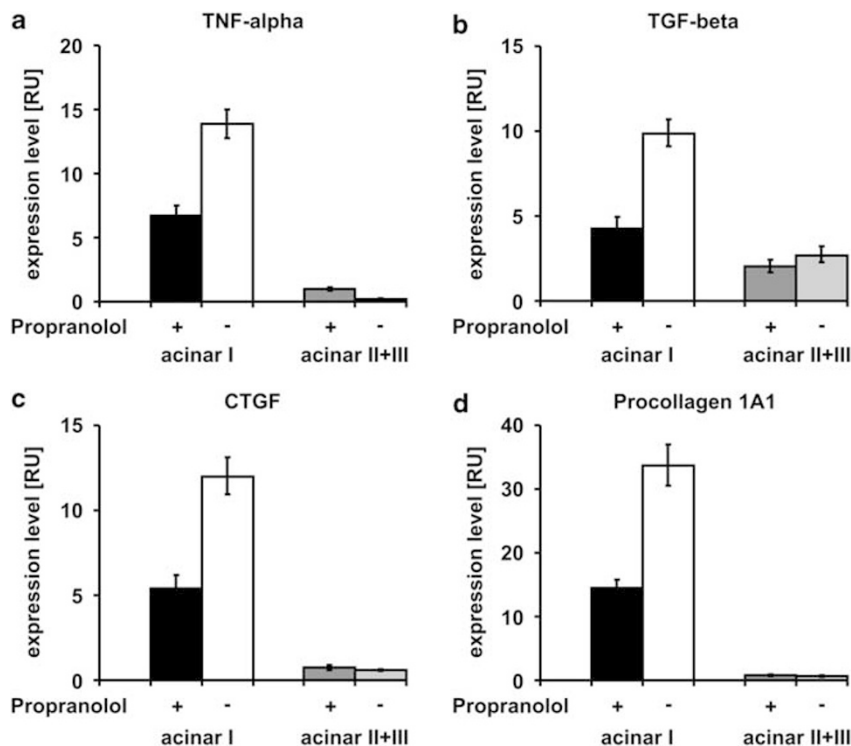 a TNF-alpha
expression level [RU]
20
15
10
5
0
Propranolol + - + -
acinar I acinar II+III
b TGF-beta
expression level [RU]
15
10
5
0
Propranolol + - + -
acinar I acinar II+III
c CTGF
expression level [RU]
15
10
5
0
Propranolol + - + -
acinar I acinar II+III
d Procollagen 1A1
expression level [RU]
40
30
20
10
0
Propranolol + - + -
acinar I acinar II+III